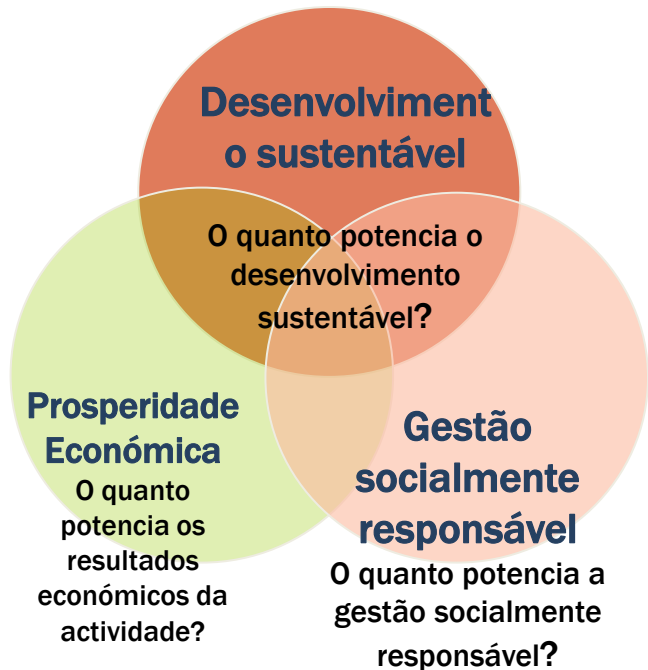 Desenvolviment
o sustentável
O quanto potencia o
desenvolvimento
sustentável?
Prosperidade
Económica
O quanto
potencia os
resultados
económicos da
actividade?
Gestão
socialmente
responsável
O quanto potencia a
gestão socialmente
responsável?